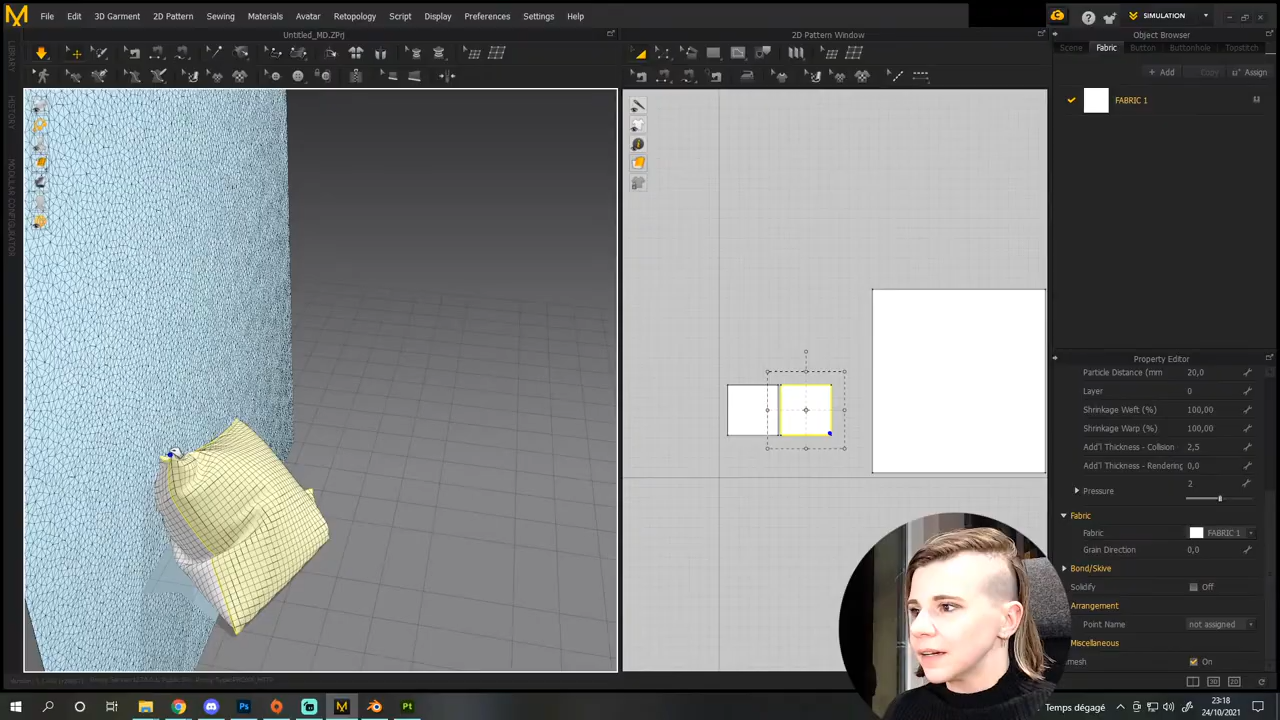 File Edit 3D Garment 2D Pattern Sewing Materials Avatar Retopology Script Display Preferences Settings Help
SIMULATION
Untitled_MD.ZPrj
2D Pattern Window
Object Browser
Scene Fabric Button Buttonhole Topstitch
+ Add Copy Assign
FABRIC 1
LIBRARY
HISTORY
MODULAR CONFIGURATOR
Property Editor
Particle Distance (mm 20,0
Layer 0
Shrinkage Weft (%) 100,00
Shrinkage Warp (%) 100,00
Add'l Thickness - Collision 2,5
Add'l Thickness - Rendering 0,0
Pressure 2
Fabric
Fabric FABRIC 1
Grain Direction 0,0
Bond/Skive
Solidify Off
Arrangement
Point Name not assigned
Miscellaneous
mesh On
Temps dégagé
23:18
24/10/2021